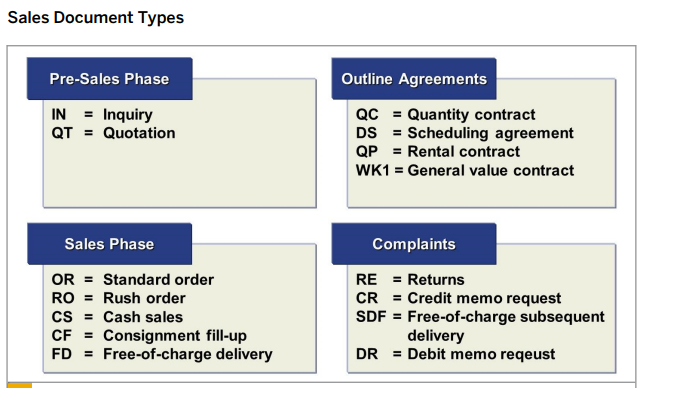 Sales Document Types
Pre-Sales Phase
IN = Inquiry
QT = Quotation
Outline Agreements
QC = Quantity contract
DS = Scheduling agreement
QP = Rental contract
WK1 = General value contract
Sales Phase
OR = Standard order
RO = Rush order
CS = Cash sales
CF = Consignment fill-up
FD = Free-of-charge delivery
Complaints
RE = Returns
CR = Credit memo request
SDF = Free-of-charge subsequent
delivery
DR = Debit memo reqeust